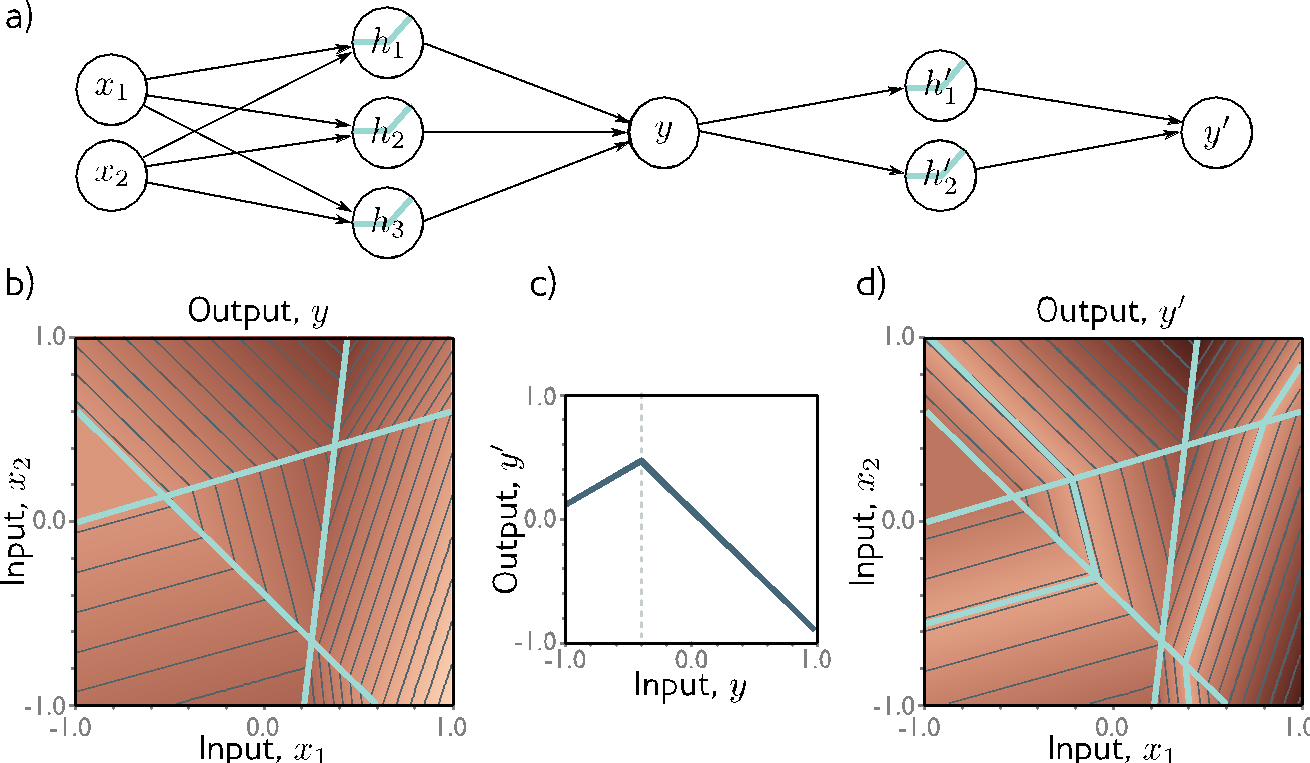 a)
x₁
x₂
h₁
h₂
h₃
y
h′₁
h′₂
y′
b)
Output, y
1.0
0.0
-1.0
Input, x₂
-1.0 0.0 1.0
Input, x₁
c)
1.0
0.0
-1.0
Output, y′
-1.0 0.0 1.0
Input, y
d)
Output, y′
1.0
0.0
-1.0
Input, x₂
-1.0 0.0 1.0
Input, x₁